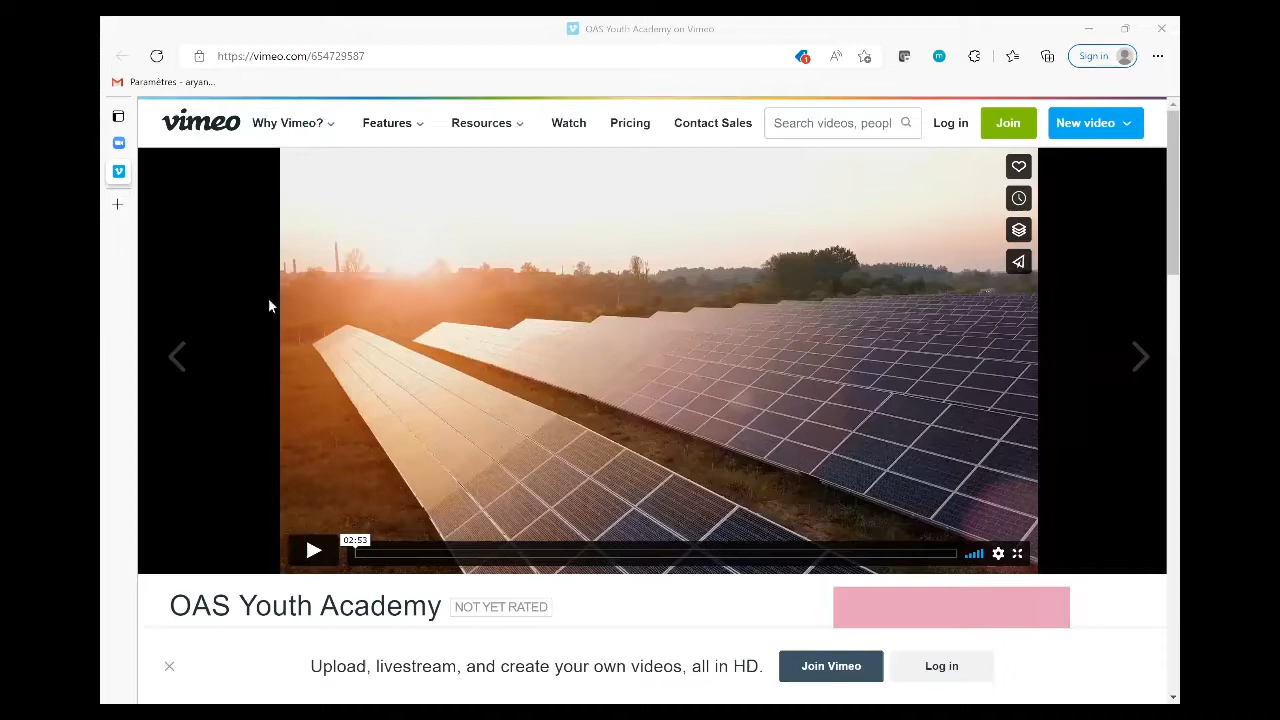 OAS Youth Academy on Vimeo
https://vimeo.com/654729587
1
Sign in
Paramètres - aryan...
vimeo Why Vimeo? Features Resources Watch Pricing Contact Sales Search videos, peopl Log in Join New video
02:53
OAS Youth Academy NOT YET RATED
Upload, livestream, and create your own videos, all in HD. Join Vimeo Log in